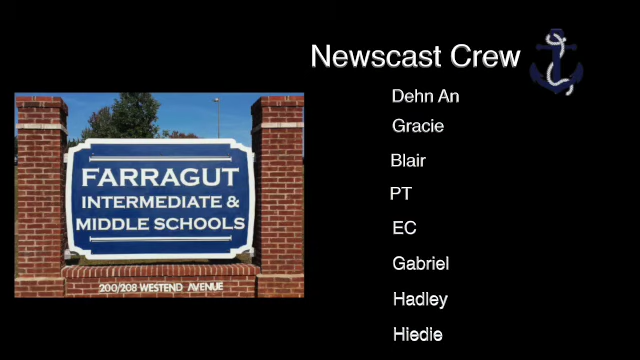 Newscast Crew
Dehn An
Gracie
Blair
PT
EC
Gabriel
Hadley
Hiedie
FARRAGUT
INTERMEDIATE &
MIDDLE SCHOOLS
200/208 WESTEND AVENUE